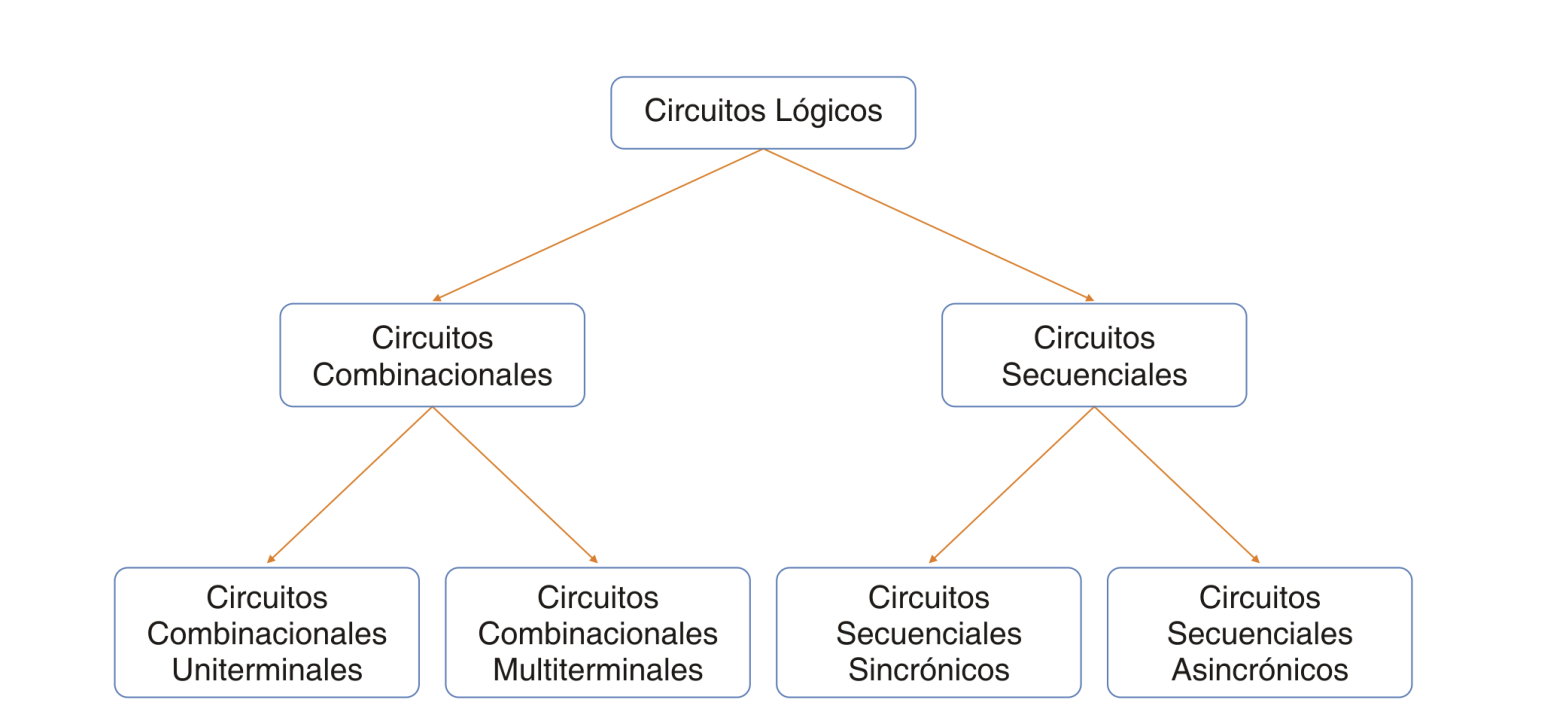 Circuitos Lógicos
Circuitos
Combinacionales
Circuitos
Secuenciales
Circuitos
Combinacionales
Uniterminales
Circuitos
Combinacionales
Multiterminales
Circuitos
Secuenciales
Sincrónicos
Circuitos
Secuenciales
Asincrónicos